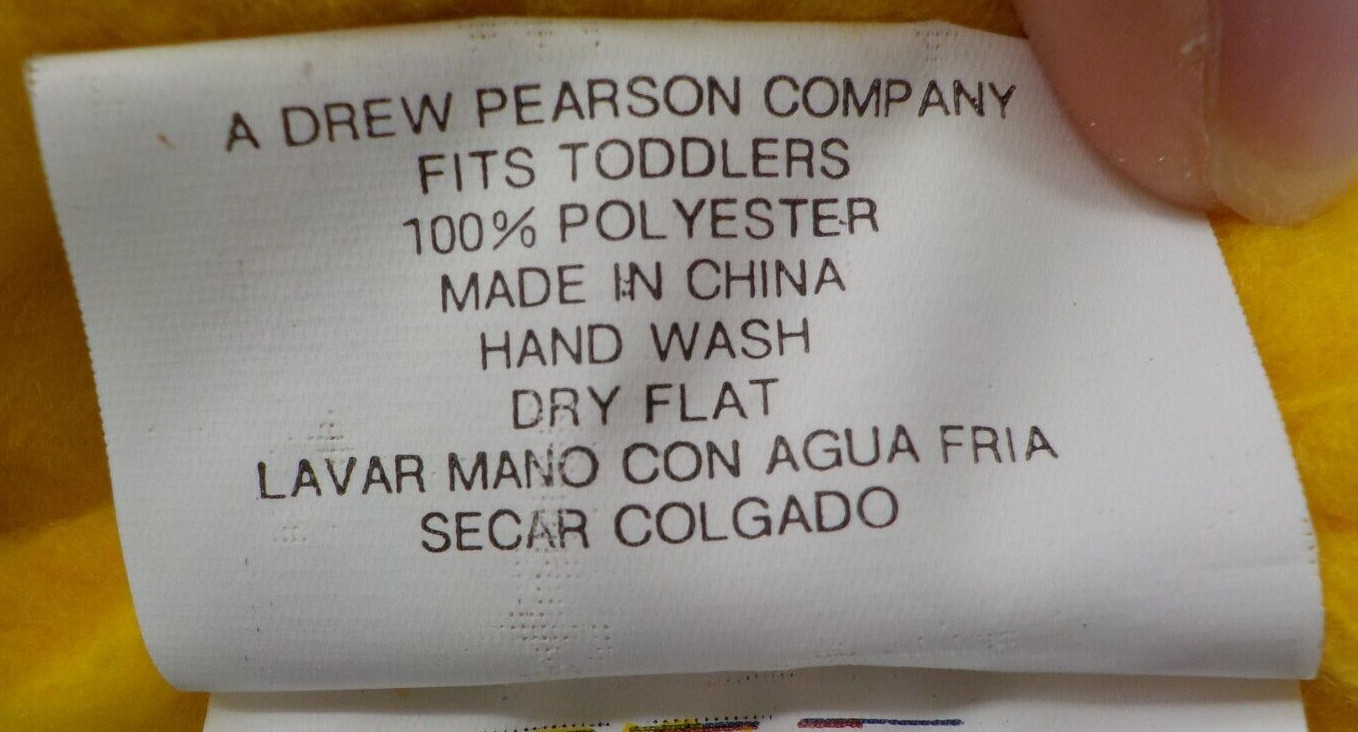 A DREW PEARSON COMPANY
FITS TODDLERS
100% POLYESTER
MADE IN CHINA
HAND WASH
DRY FLAT
LAVAR MANO CON AGUA FRIA
SECAR COLGADO